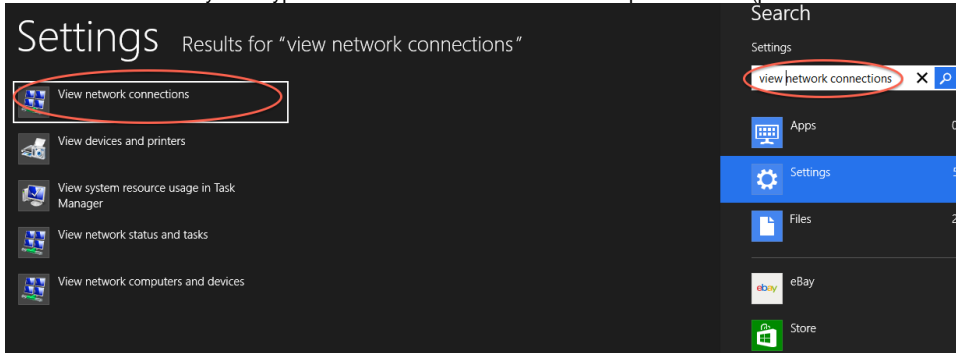 Settings Results for "view network connections"
View network connections
View devices and printers
View system resource usage in Task
Manager
View network status and tasks
View network computers and devices
Search
Settings
view network connections
Apps
Settings
Files
ebay eBay
Store